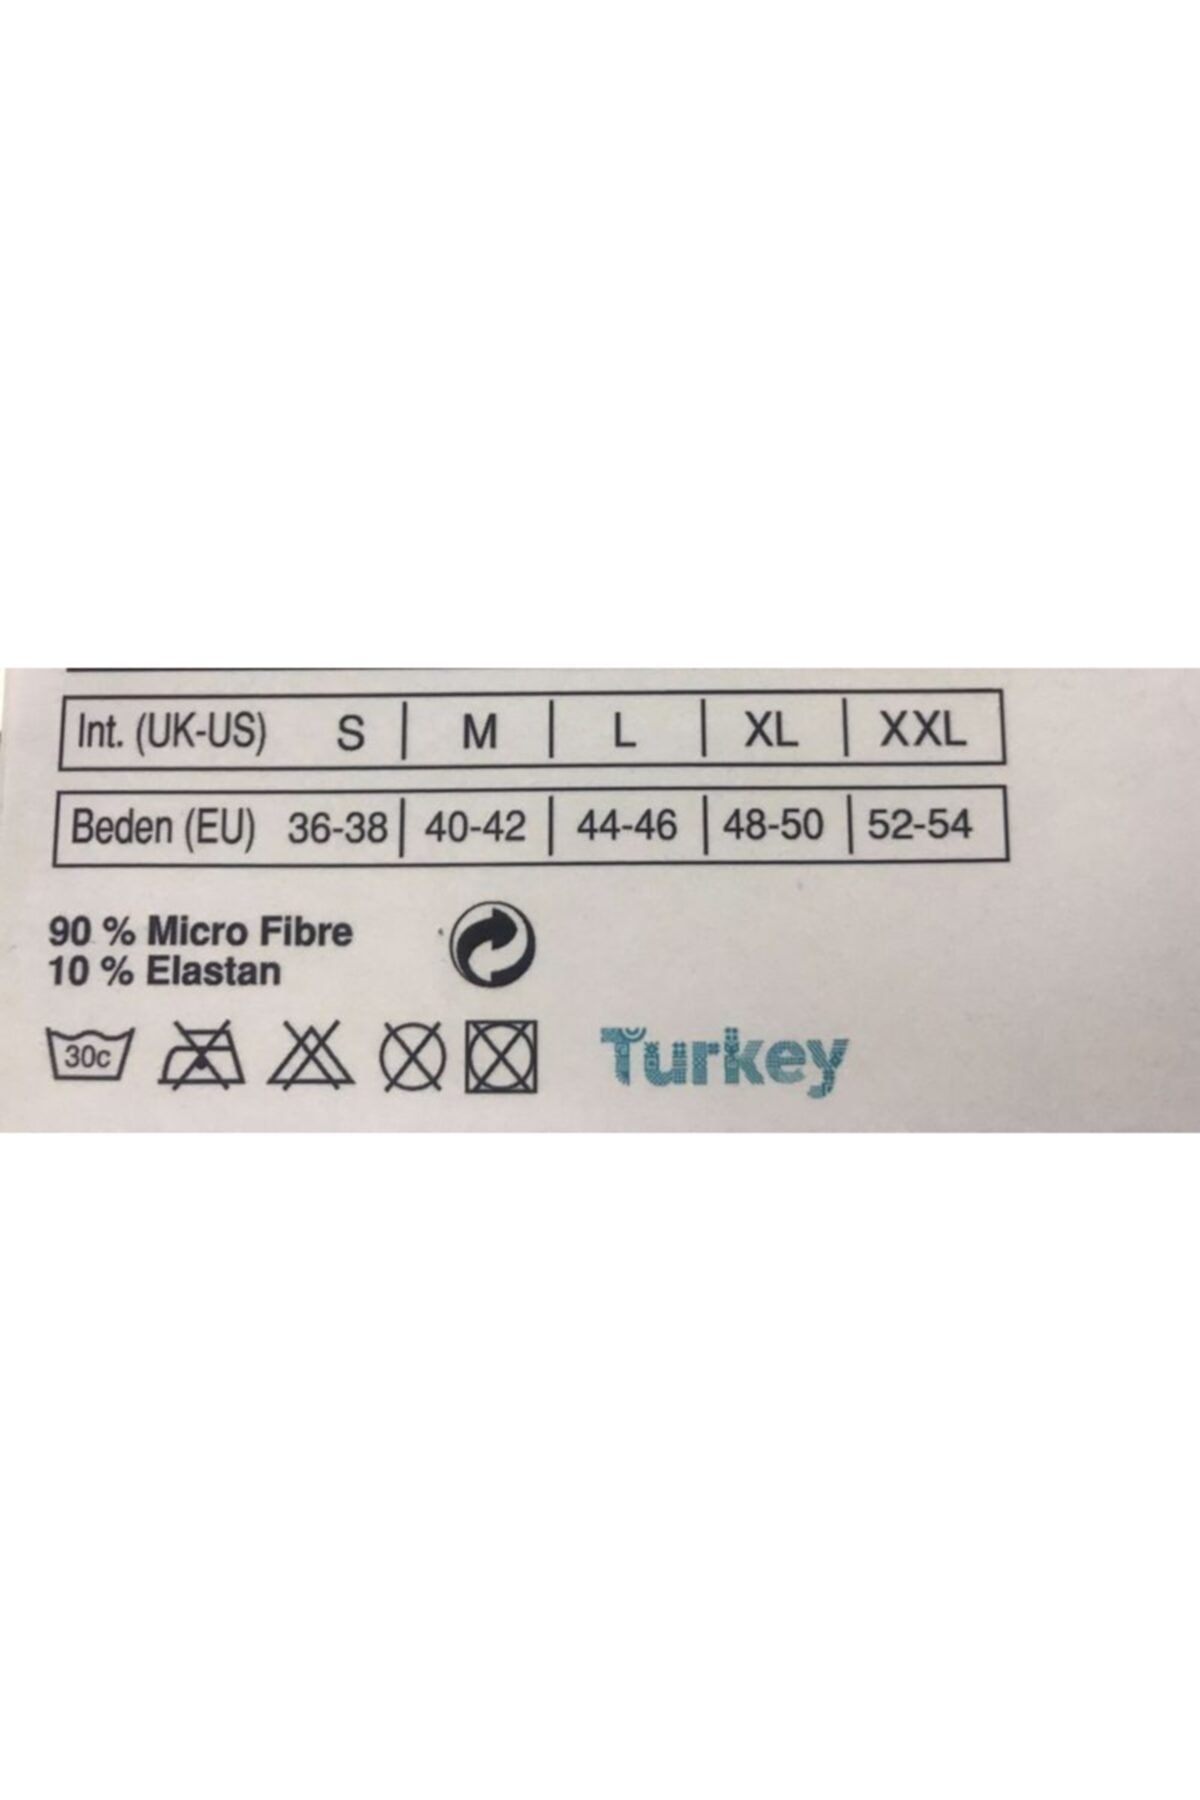 Int. (UK-US) S | M | L | XL | XXL
Beden (EU) 36-38 | 40-42 | 44-46 | 48-50 | 52-54
90 % Micro Fibre
10 % Elastan
30c
Turkey